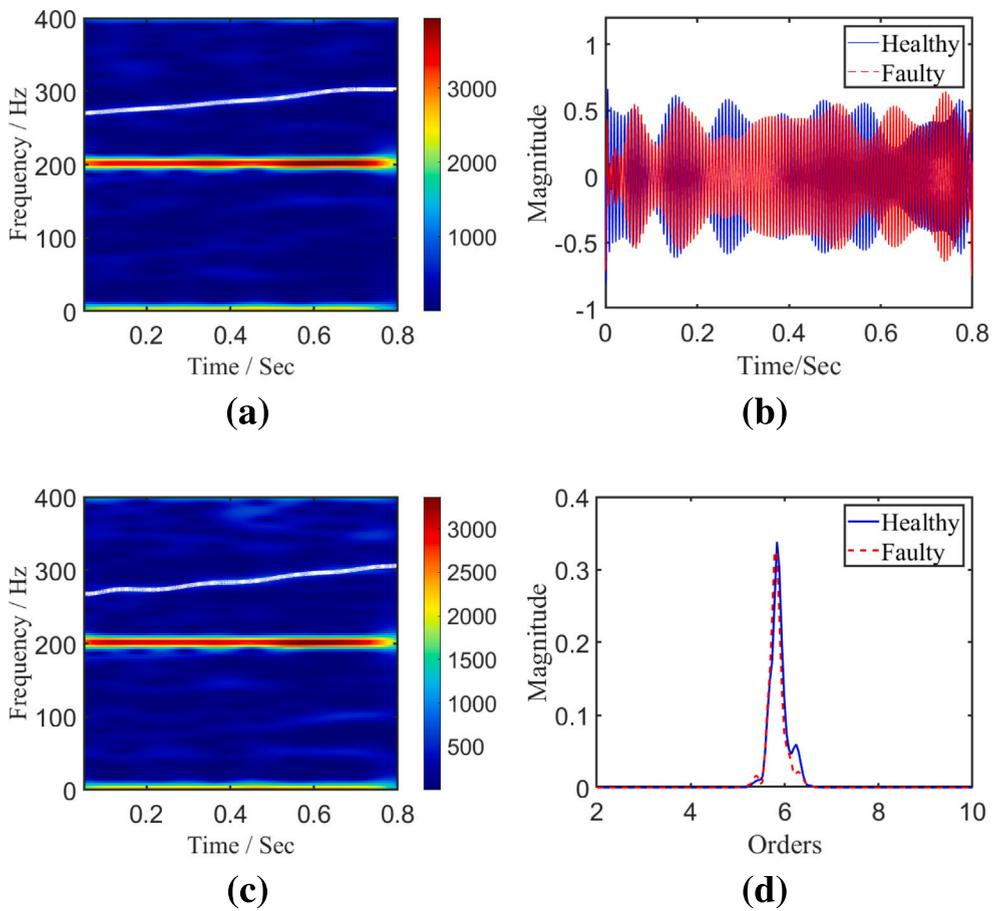 400
300
200
100
0
Frequency / Hz
0.2 0.4 0.6 0.8
Time / Sec
3000
2000
1000
(a)
1
0.5
0
-0.5
-1
Magnitude
Healthy
Faulty
0 0.2 0.4 0.6 0.8
Time/Sec
(b)
400
300
200
100
0
Frequency / Hz
0.2 0.4 0.6 0.8
Time / Sec
3000
2500
2000
1500
1000
500
(c)
0.4
0.3
0.2
0.1
0
Magnitude
Healthy
Faulty
2 4 6 8 10
Orders
(d)